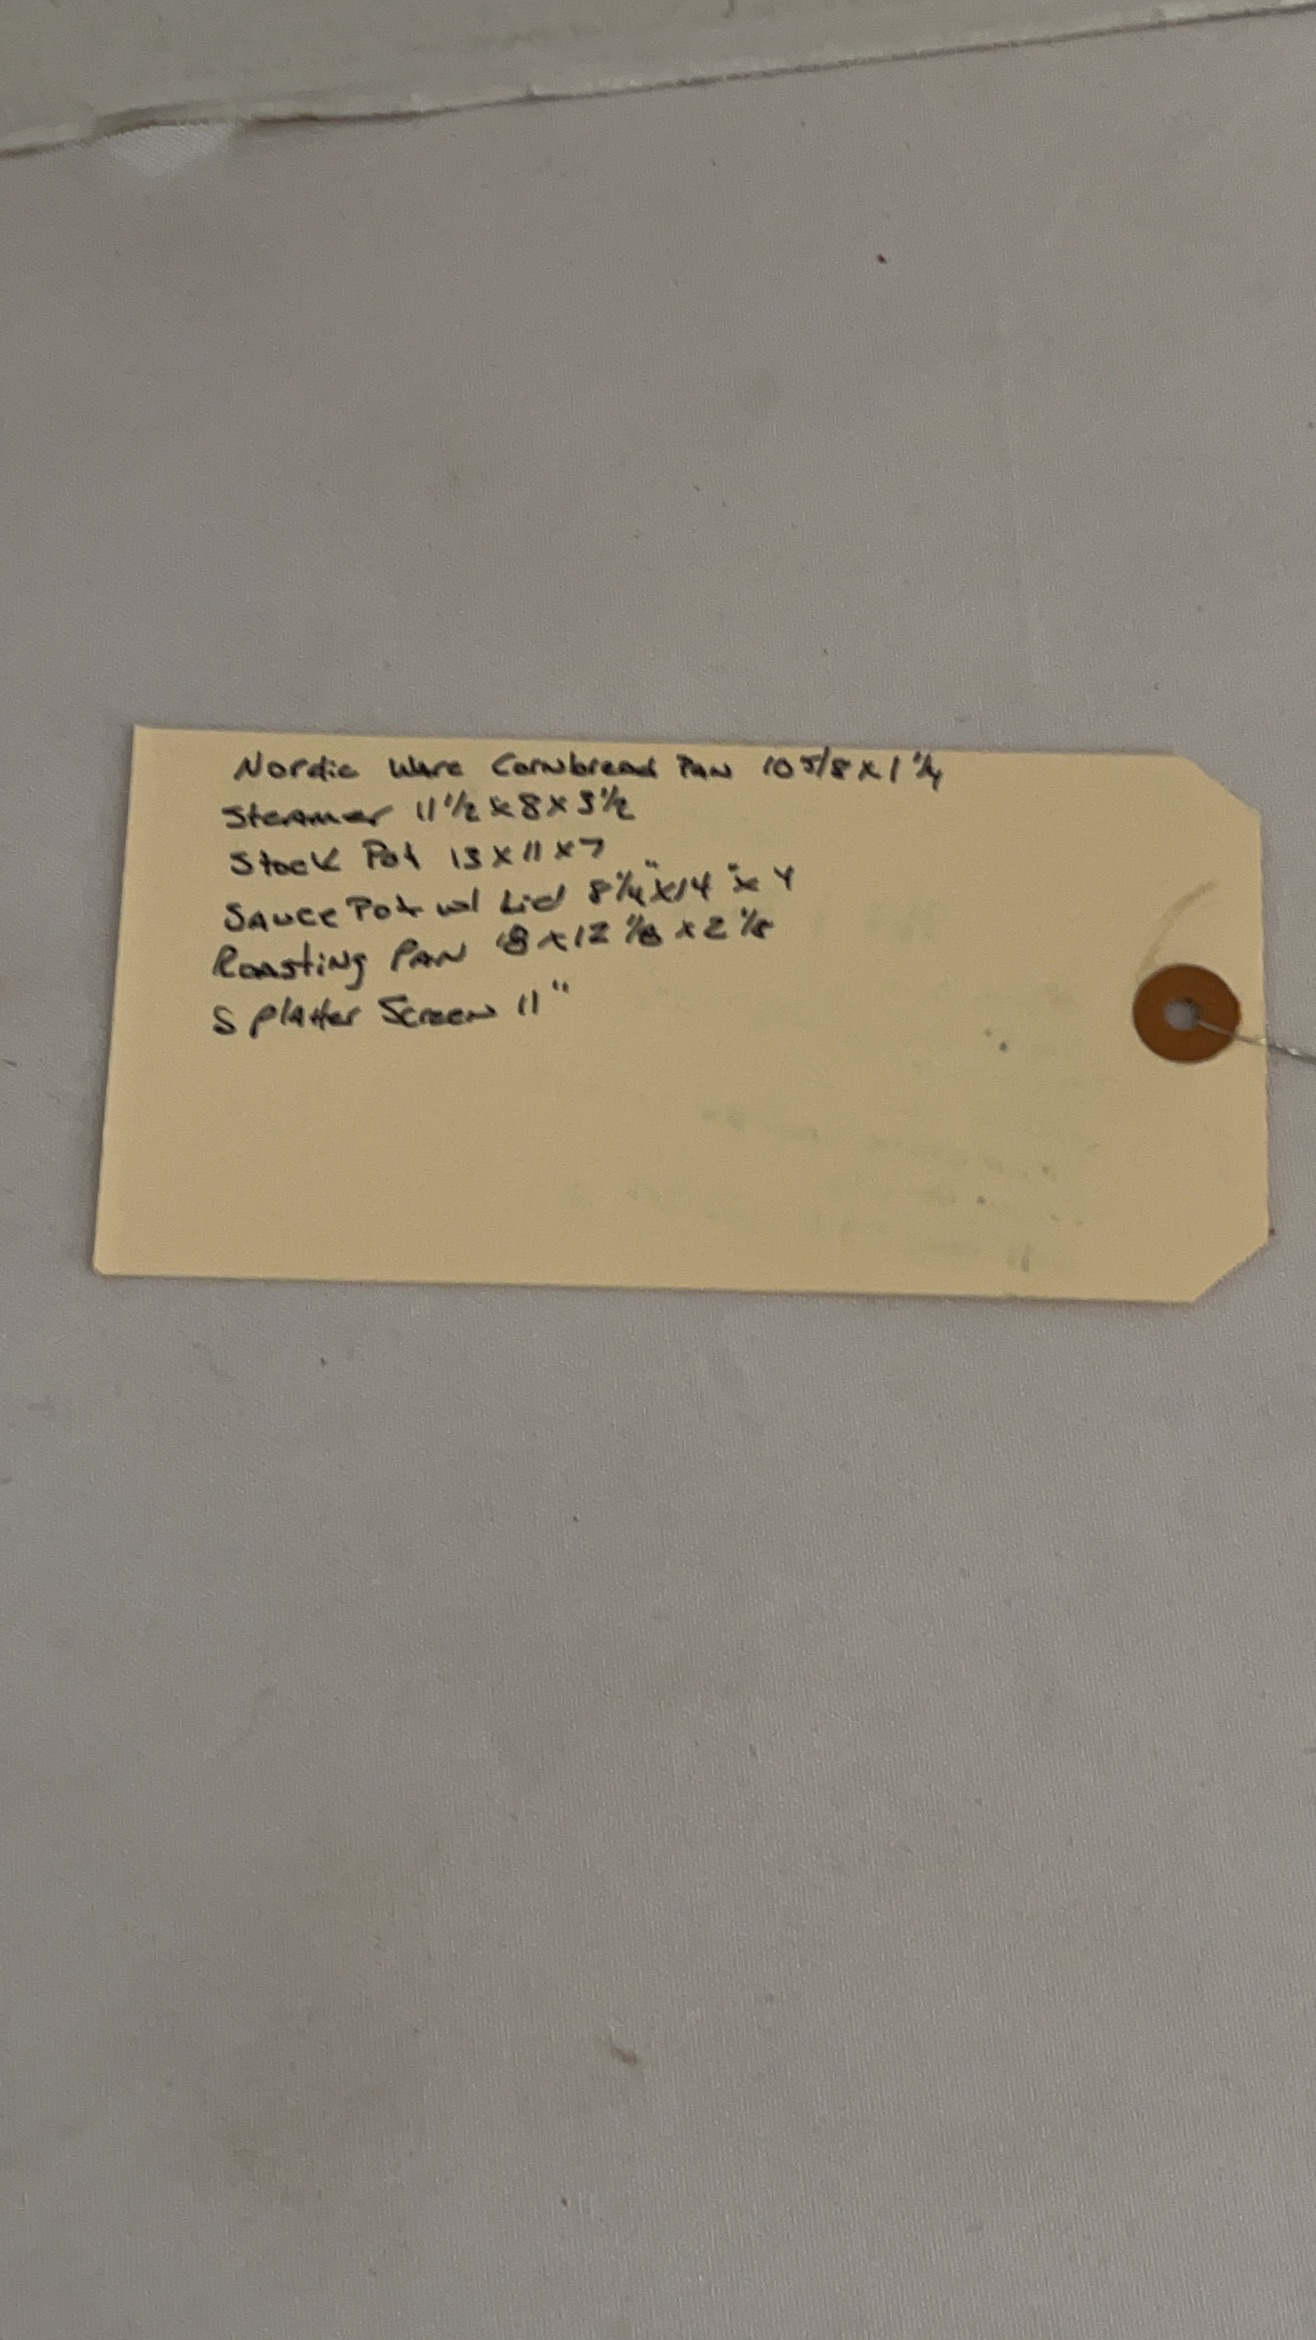 Nordic Ware Cornbread Pan 10 5/8 x 1 1/4
Steamer 11 1/2 x 8 x 3 1/2
Stock Pot 13 x 11 x 7
Sauce Pot w/ Lid 8 1/4" x 14" x 4
Roasting Pan 18 x 12 1/8 x 2 1/8
Splatter Screen 11"